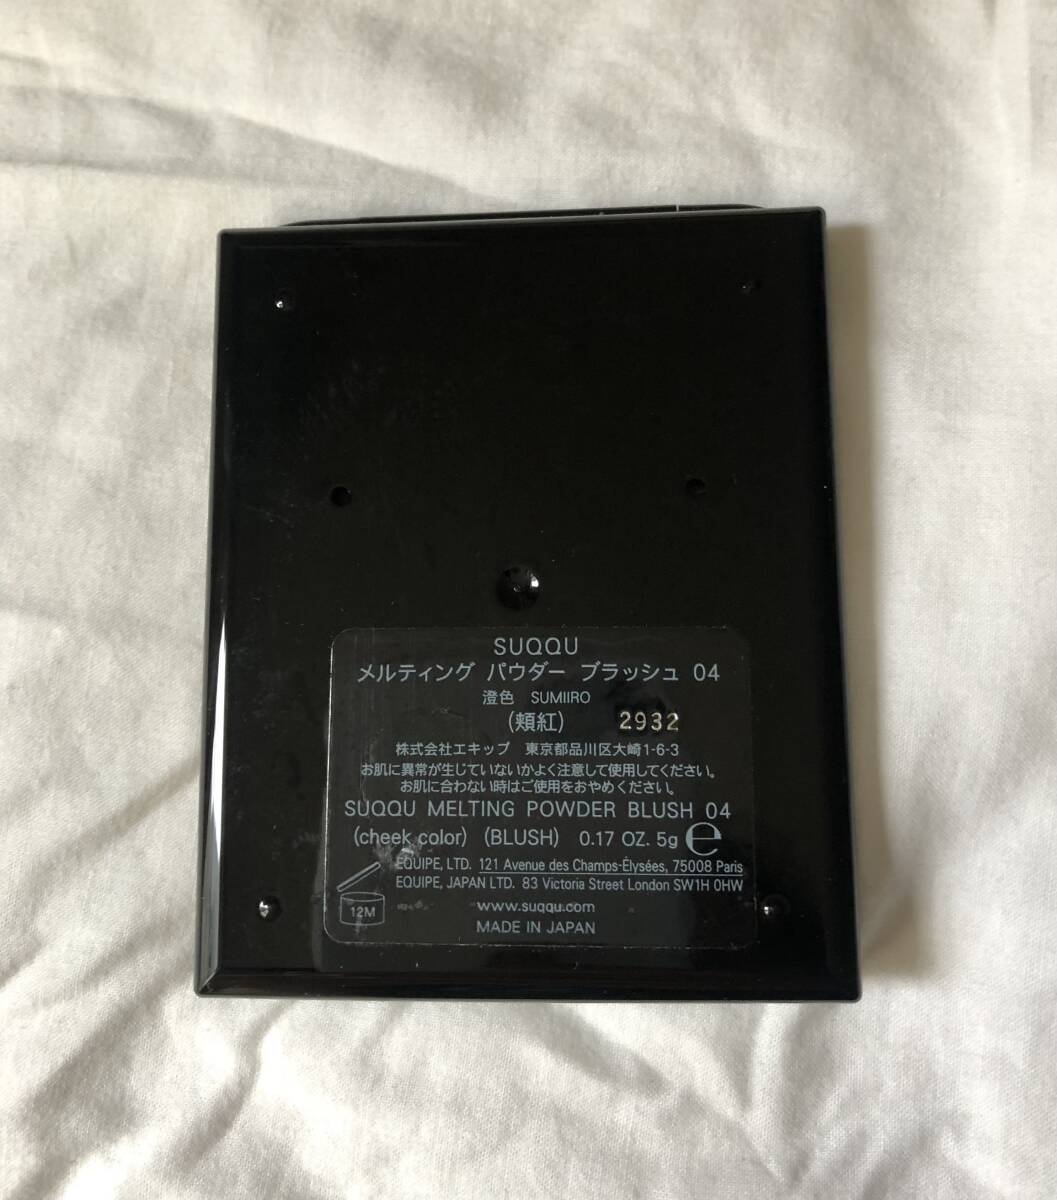 SUQQU
メルティング パウダー ブラッシュ 04
澄色 SUMIIRO
(頬紅) 2932
株式会社エキップ 東京都品川区大崎1-6-3
お肌に異常が生じていないかよく注意して使用してください。
お肌に合わない時はご使用をおやめください。
SUQQU MELTING POWDER BLUSH 04
(cheek color) (BLUSH) 0.17 OZ. 5g ℮
EQUIPE, LTD. 121 Avenue des Champs-Élysées, 75008 Paris
EQUIPE, JAPAN LTD. 83 Victoria Street London SW1H 0HW
12M
www.suqqu.com
MADE IN JAPAN